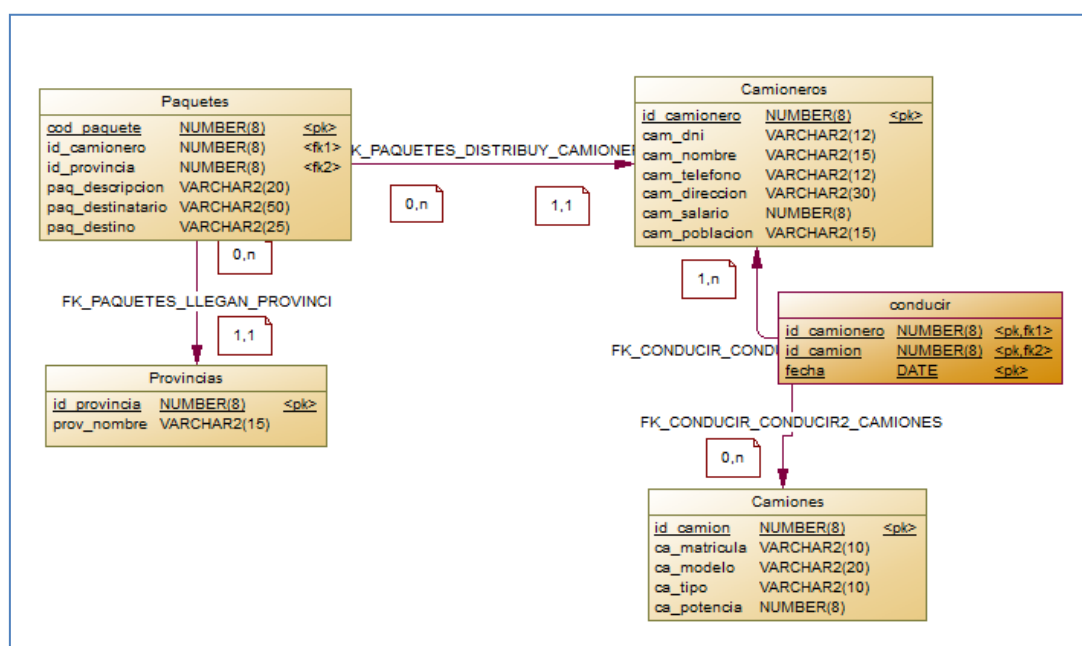 Paquetes
cod_paquete NUMBER(8) <pk>
id_camionero NUMBER(8) <fk1>
id_provincia NUMBER(8) <fk2>
paq_descripcion VARCHAR2(20)
paq_destinatario VARCHAR2(50)
paq_destino VARCHAR2(25)
K_PAQUETES_DISTRIBUY_CAMIONER
0,n
1,1
Camioneros
id_camionero NUMBER(8) <pk>
cam_dni VARCHAR2(12)
cam_nombre VARCHAR2(15)
cam_telefono VARCHAR2(12)
cam_direccion VARCHAR2(30)
cam_salario NUMBER(8)
cam_poblacion VARCHAR2(15)
0,n
FK_PAQUETES_LLEGAN_PROVINCI
1,1
Provincias
id_provincia NUMBER(8) <pk>
prov_nombre VARCHAR2(15)
1,n
conducir
id_camionero NUMBER(8) <pk,fk1>
id_camion NUMBER(8) <pk,fk2>
fecha DATE <pk>
FK_CONDUCIR_CONDU
FK_CONDUCIR_CONDUCIR2_CAMIONES
0,n
Camiones
id_camion NUMBER(8) <pk>
ca_matricula VARCHAR2(10)
ca_modelo VARCHAR2(20)
ca_tipo VARCHAR2(10)
ca_potencia NUMBER(8)